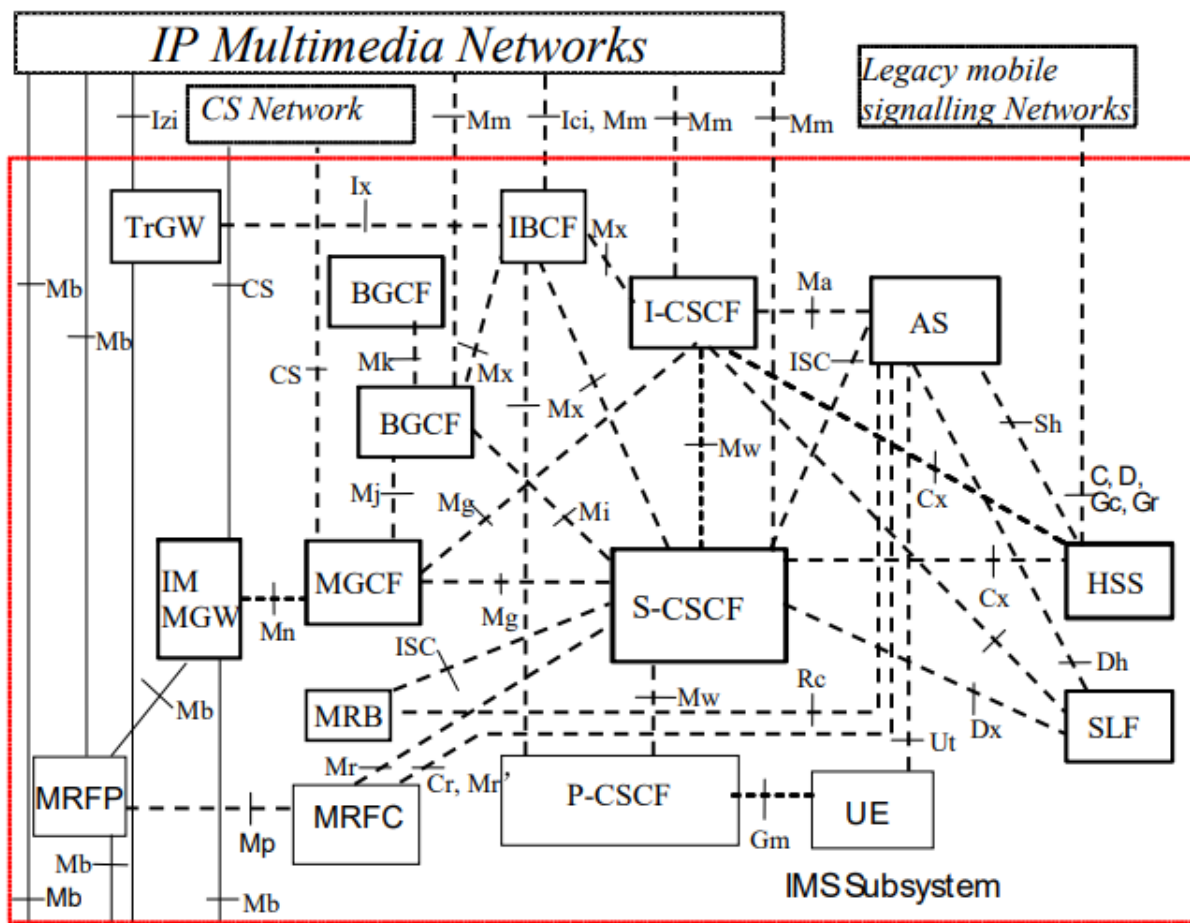 IP Multimedia Networks
Legacy mobile
signalling Networks
CS Network
Izi
Mm
Ici, Mm
Mm
Mm
Ix
TrGW
IBCF
Mx
Mb
CS
BGCF
I-CSCF
Ma
AS
Mb
Mk
CS
Mx
ISC
BGCF
Mx
Mw
Sh
Cx
C, D,
Gc, Gr
Mj
Mg
Mi
IM
MGW
Mn
MGCF
Mg
S-CSCF
Cx
HSS
ISC
Mb
MRB
Mw
Rc
Dh
Dx
SLF
Ut
Mr
Cr, Mr’
MRFP
Mp
MRFC
P-CSCF
Gm
UE
Mb
Mb
Mb
IMS Subsystem